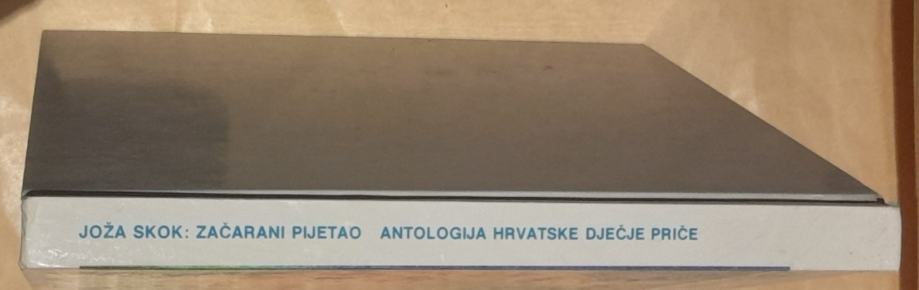 JOŽA SKOK: ZAČARANI PIJETAO ANTOLOGIJA HRVATSKE DJEČJE PRIČE